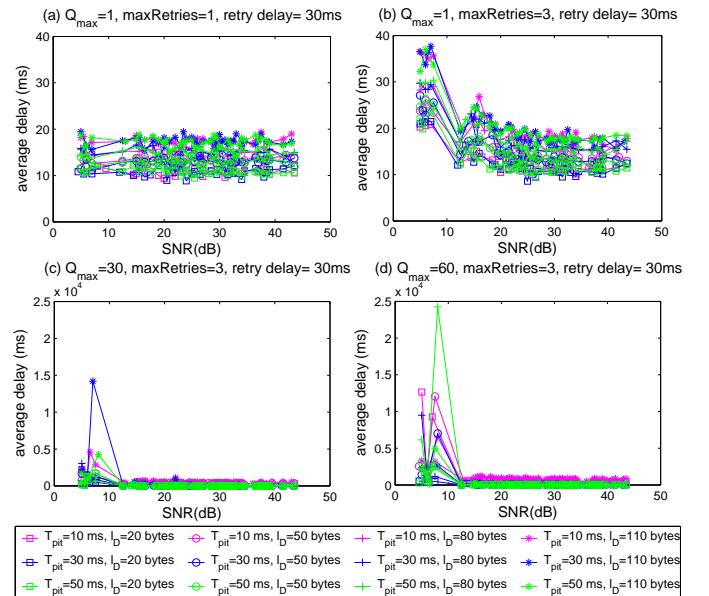 (a) Q_max=1, maxRetries=1, retry delay= 30ms
40
30
20
10
0
average delay (ms)
0 10 20 30 40 50
SNR(dB)
(b) Q_max=1, maxRetries=3, retry delay= 30ms
40
30
20
10
0
average delay (ms)
0 10 20 30 40 50
SNR(dB)
(c) Q_max=30, maxRetries=3, retry delay= 30ms
x 10^4
2.5
2
1.5
1
0.5
0
average delay (ms)
0 10 20 30 40 50
SNR(dB)
(d) Q_max=60, maxRetries=3, retry delay= 30ms
x 10^4
2.5
2
1.5
1
0.5
0
average delay (ms)
0 10 20 30 40 50
SNR(dB)
T_pit=10 ms, l_D=20 bytes T_pit=10 ms, l_D=50 bytes T_pit=10 ms, l_D=80 bytes T_pit=10 ms, l_D=110 bytes
T_pit=30 ms, l_D=20 bytes T_pit=30 ms, l_D=50 bytes T_pit=30 ms, l_D=80 bytes T_pit=30 ms, l_D=110 bytes
T_pit=50 ms, l_D=20 bytes T_pit=50 ms, l_D=50 bytes T_pit=50 ms, l_D=80 bytes T_pit=50 ms, l_D=110 bytes